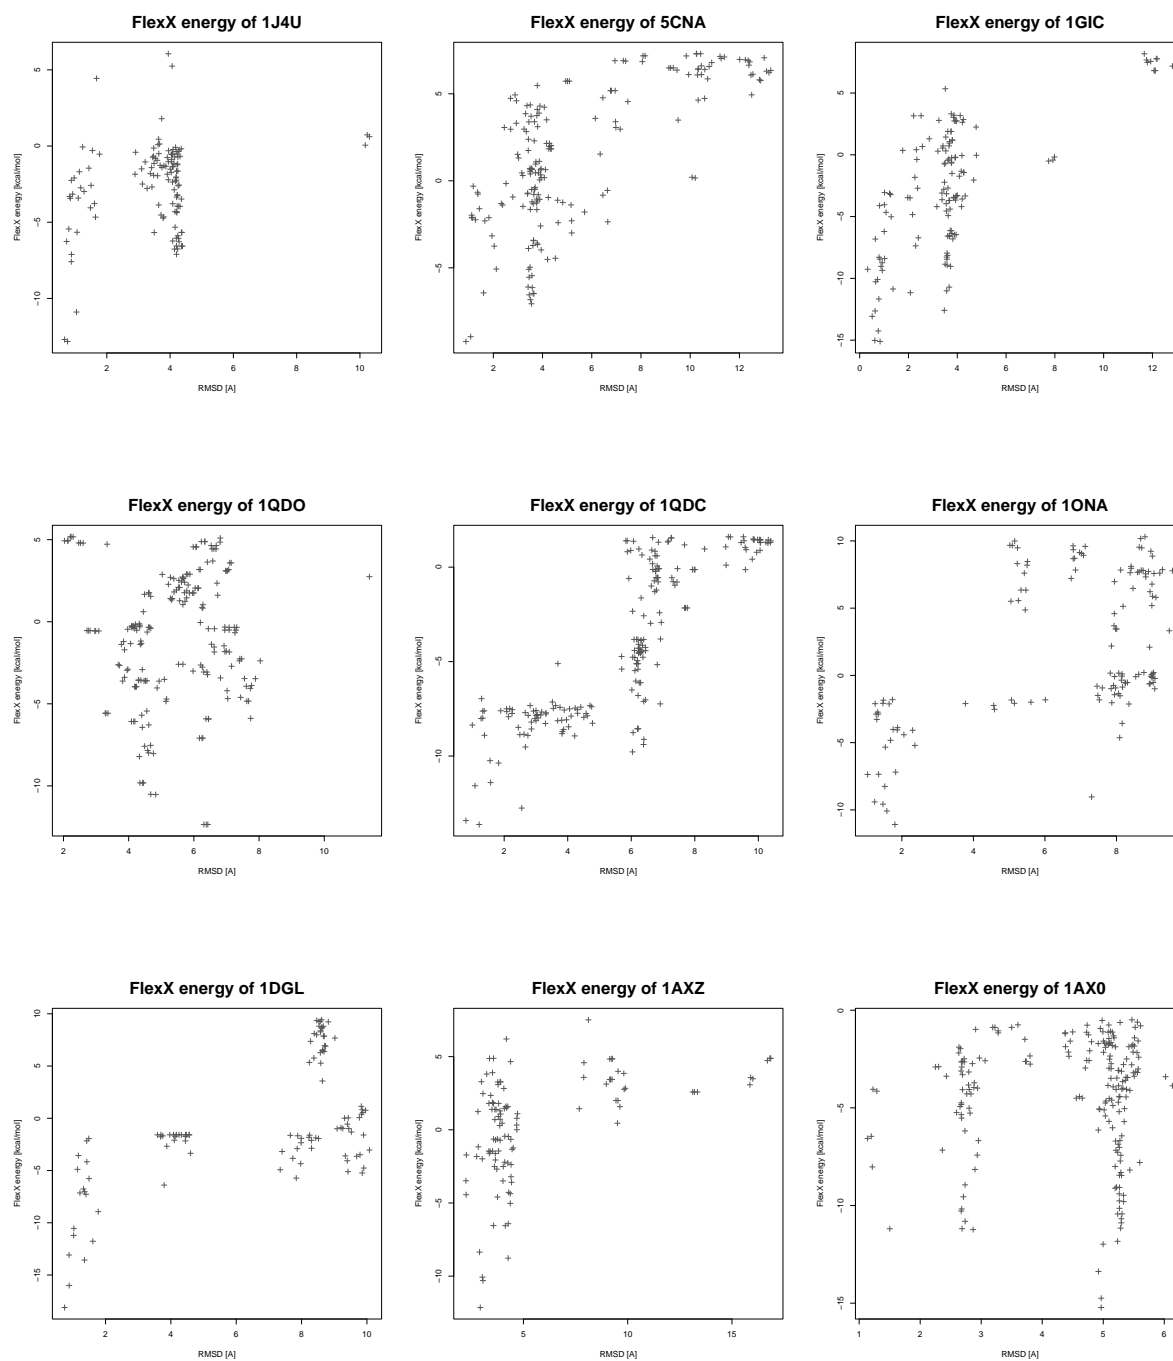 FlexX energy of 1J4U
FlexX energy [kcal/mol]
5
0
−5
−10
2 4 6 8 10
RMSD [A]
FlexX energy of 5CNA
FlexX energy [kcal/mol]
5
0
−5
2 4 6 8 10 12
RMSD [A]
FlexX energy of 1GIC
FlexX energy [kcal/mol]
5
0
−5
−10
−15
0 2 4 6 8 10 12
RMSD [A]
FlexX energy of 1QDO
FlexX energy [kcal/mol]
5
0
−5
−10
2 4 6 8 10
RMSD [A]
FlexX energy of 1QDC
FlexX energy [kcal/mol]
0
−5
−10
2 4 6 8 10
RMSD [A]
FlexX energy of 1ONA
FlexX energy [kcal/mol]
10
5
0
−5
−10
2 4 6 8
RMSD [A]
FlexX energy of 1DGL
FlexX energy [kcal/mol]
10
5
0
−5
−10
−15
2 4 6 8 10
RMSD [A]
FlexX energy of 1AXZ
FlexX energy [kcal/mol]
5
0
−5
−10
5 10 15
RMSD [A]
FlexX energy of 1AX0
FlexX energy [kcal/mol]
0
−5
−10
−15
1 2 3 4 5 6
RMSD [A]